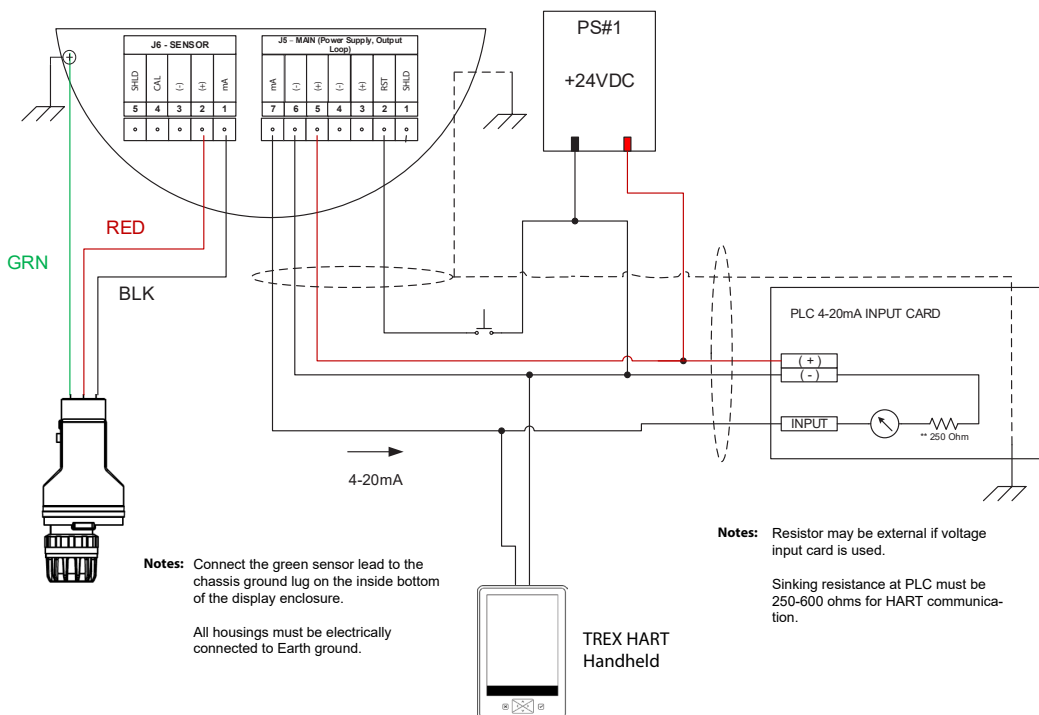 J6 - SENSOR
SHLD
CAL
(-)
(+)
mA
5 4 3 2 1
J5 - MAIN (Power Supply, Output
Loop)
mA
(-)
(+)
(-)
(+)
RST
SHLD
7 6 5 4 3 2 1
PS#1
+24VDC
RED
GRN
BLK
PLC 4-20mA INPUT CARD
(+)
(-)
INPUT
** 250 Ohm
4-20mA
Notes: Connect the green sensor lead to the
chassis ground lug on the inside bottom
of the display enclosure.
All housings must be electrically
connected to Earth ground.
Notes: Resistor may be external if voltage
input card is used.
Sinking resistance at PLC must be
250-600 ohms for HART communica-
tion.
TREX HART
Handheld